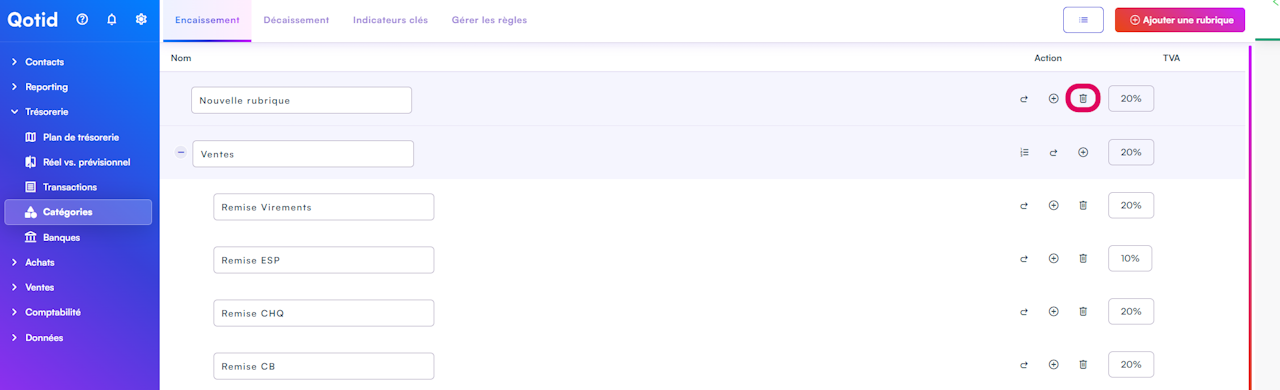 Qotid
Encaissement
Décaissement
Indicateurs clés
Gérer les règles
Ajouter une rubrique
Contacts
Reporting
Trésorerie
Plan de trésorerie
Réel vs. prévisionnel
Transactions
Catégories
Banques
Achats
Ventes
Comptabilité
Données
Nom Action TVA
Nouvelle rubrique 20%
Ventes 20%
Remise Virements 20%
Remise ESP 10%
Remise CHQ 20%
Remise CB 20%